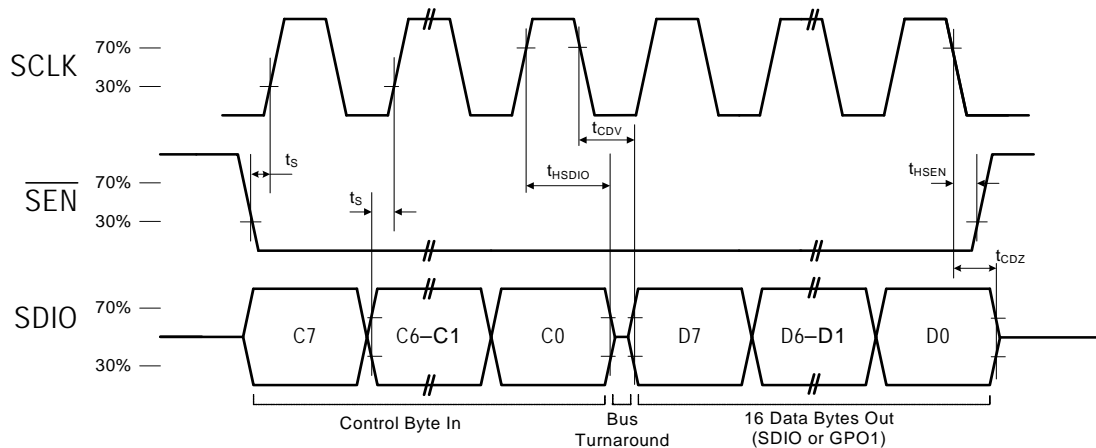 70%
SCLK
30%
tCDV
tS
tHSDIO
tHSEN
70%
SEN
tS
30%
tCDZ
70%
SDIO
C7
C6–C1
C0
D7
D6–D1
D0
30%
Control Byte In
Bus
Turnaround
16 Data Bytes Out
(SDIO or GPO1)